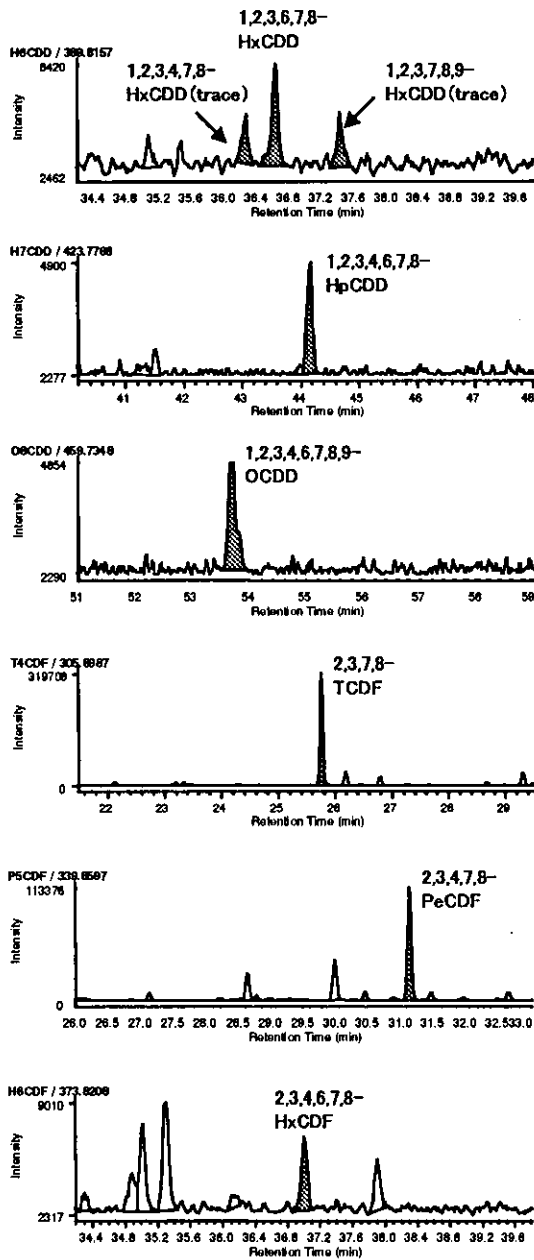 1,2,3,6,7,8-
HxCDD
H6CDD / 389.8157
8420
1,2,3,4,7,8-
HxCDD(trace)
1,2,3,7,8,9-
HxCDD(trace)
Intensity
2462
34.4 34.8 35.2 35.6 36.0 36.4 36.8 37.2 37.6 38.0 38.4 38.8 39.2 39.6
Retention Time (min)
H7CDD / 423.7766
4900
1,2,3,4,6,7,8-
HpCDD
Intensity
2277
41 42 43 44 45 46 47 48
Retention Time (min)
O8CDD / 459.7348
4854
1,2,3,4,6,7,8,9-
OCDD
Intensity
2290
51 52 53 54 55 56 57 58 59
Retention Time (min)
T4CDF / 305.8987
319708
2,3,7,8-
TCDF
Intensity
0
22 23 24 25 26 27 28 29
Retention Time (min)
P5CDF / 339.8597
113376
2,3,4,7,8-
PeCDF
Intensity
0
26.0 26.5 27.0 27.5 28.0 28.5 29.0 29.5 30.0 30.5 31.0 31.5 32.0 32.5 33.0
Retention Time (min)
H6CDF / 373.8208
9010
2,3,4,6,7,8-
HxCDF
Intensity
2317
34.4 34.8 35.2 35.6 36.0 36.4 36.8 37.2 37.6 38.0 38.4 38.8 39.2 39.6
Retention Time (min)